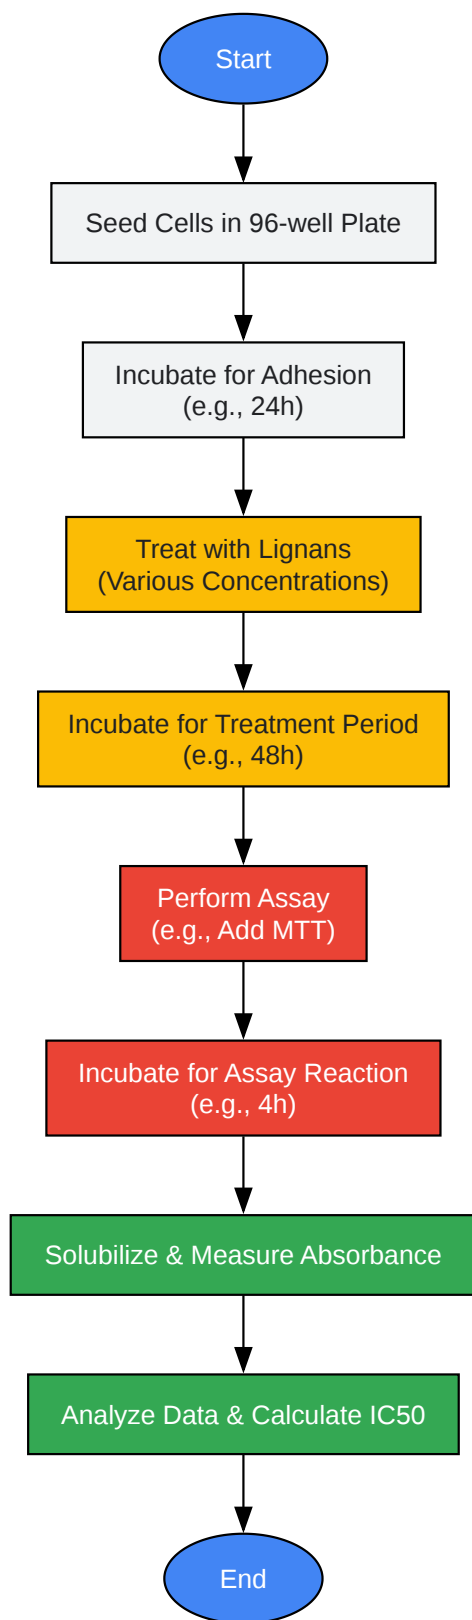 Start
Seed Cells in 96-well Plate
Incubate for Adhesion
(e.g., 24h)
Treat with Lignans
(Various Concentrations)
Incubate for Treatment Period
(e.g., 48h)
Perform Assay
(e.g., Add MTT)
Incubate for Assay Reaction
(e.g., 4h)
Solubilize & Measure Absorbance
Analyze Data & Calculate IC50
End